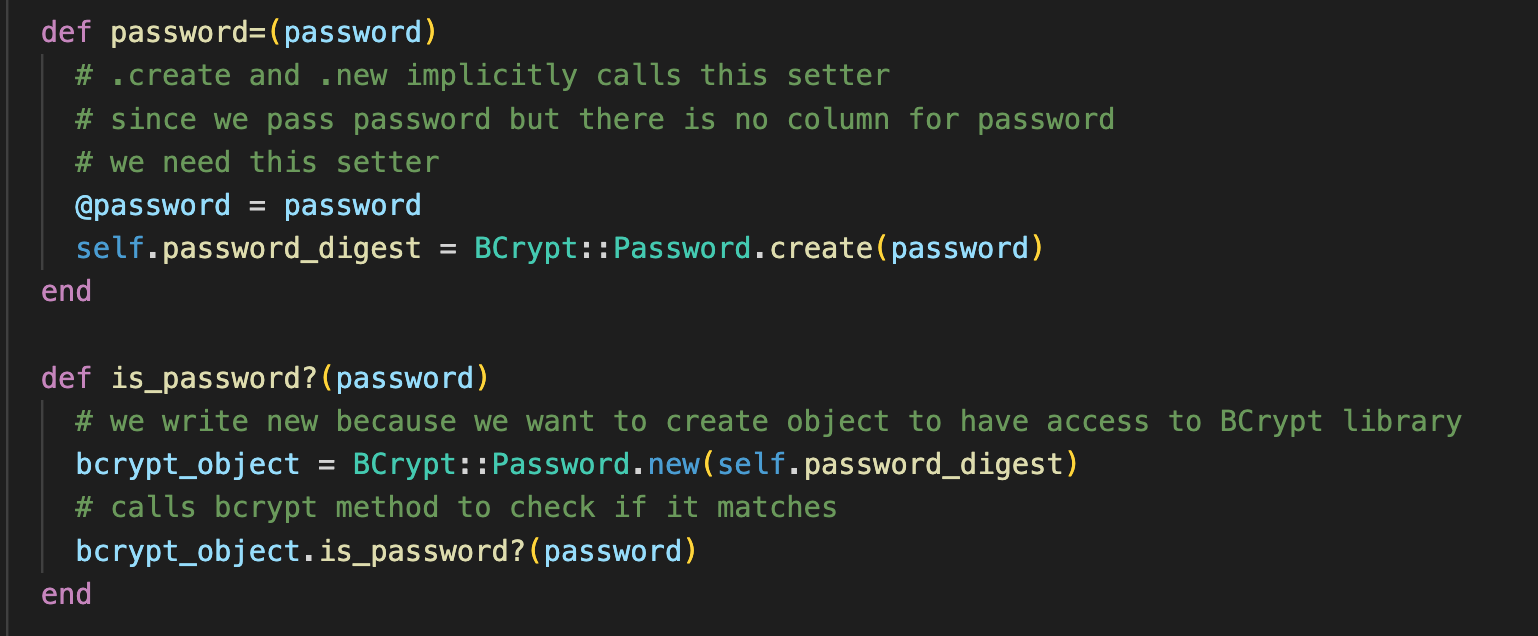 def password=(password)
# .create and .new implicitly calls this setter
# since we pass password but there is no column for password
# we need this setter
@password = password
self.password_digest = BCrypt::Password.create(password)
end
def is_password?(password)
# we write new because we want to create object to have access to BCrypt library
bcrypt_object = BCrypt::Password.new(self.password_digest)
# calls bcrypt method to check if it matches
bcrypt_object.is_password?(password)
end